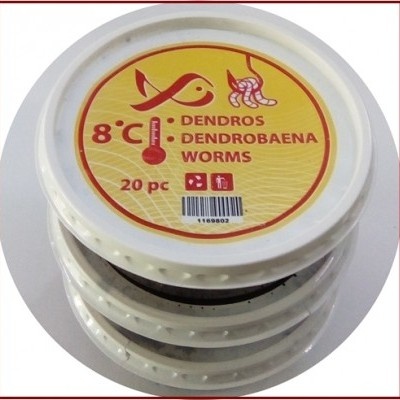 8°C :
DENDROS
DENDROBAENA
WORMS
20 pc
1169802